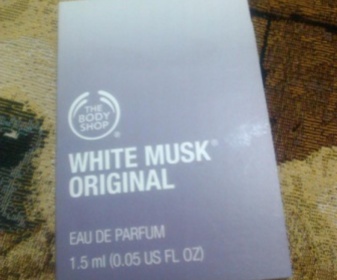 THE
BODY
SHOP®
WHITE MUSK®
ORIGINAL
EAU DE PARFUM
1.5 ml (0.05 US FL OZ)